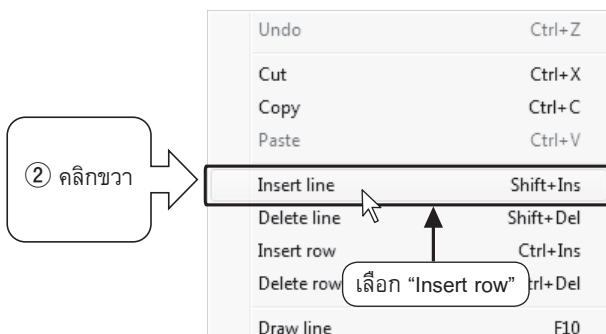 Undo Ctrl+Z
Cut Ctrl+X
Copy Ctrl+C
Paste Ctrl+V
② คลิกขวา
Insert line Shift+Ins
Delete line Shift+Del
Insert row Ctrl+Ins
Delete row trl+Del
เลือก “Insert row”
Draw line F10